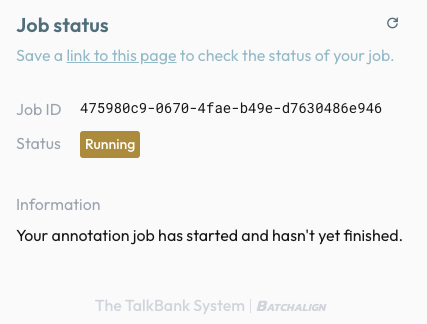 Job status
Save a link to this page to check the status of your job.
Job ID 475980c9-0670-4fae-b49e-d7630486e946
Status Running
Information
Your annotation job has started and hasn't yet finished.
The TalkBank System | BATCHALIGN